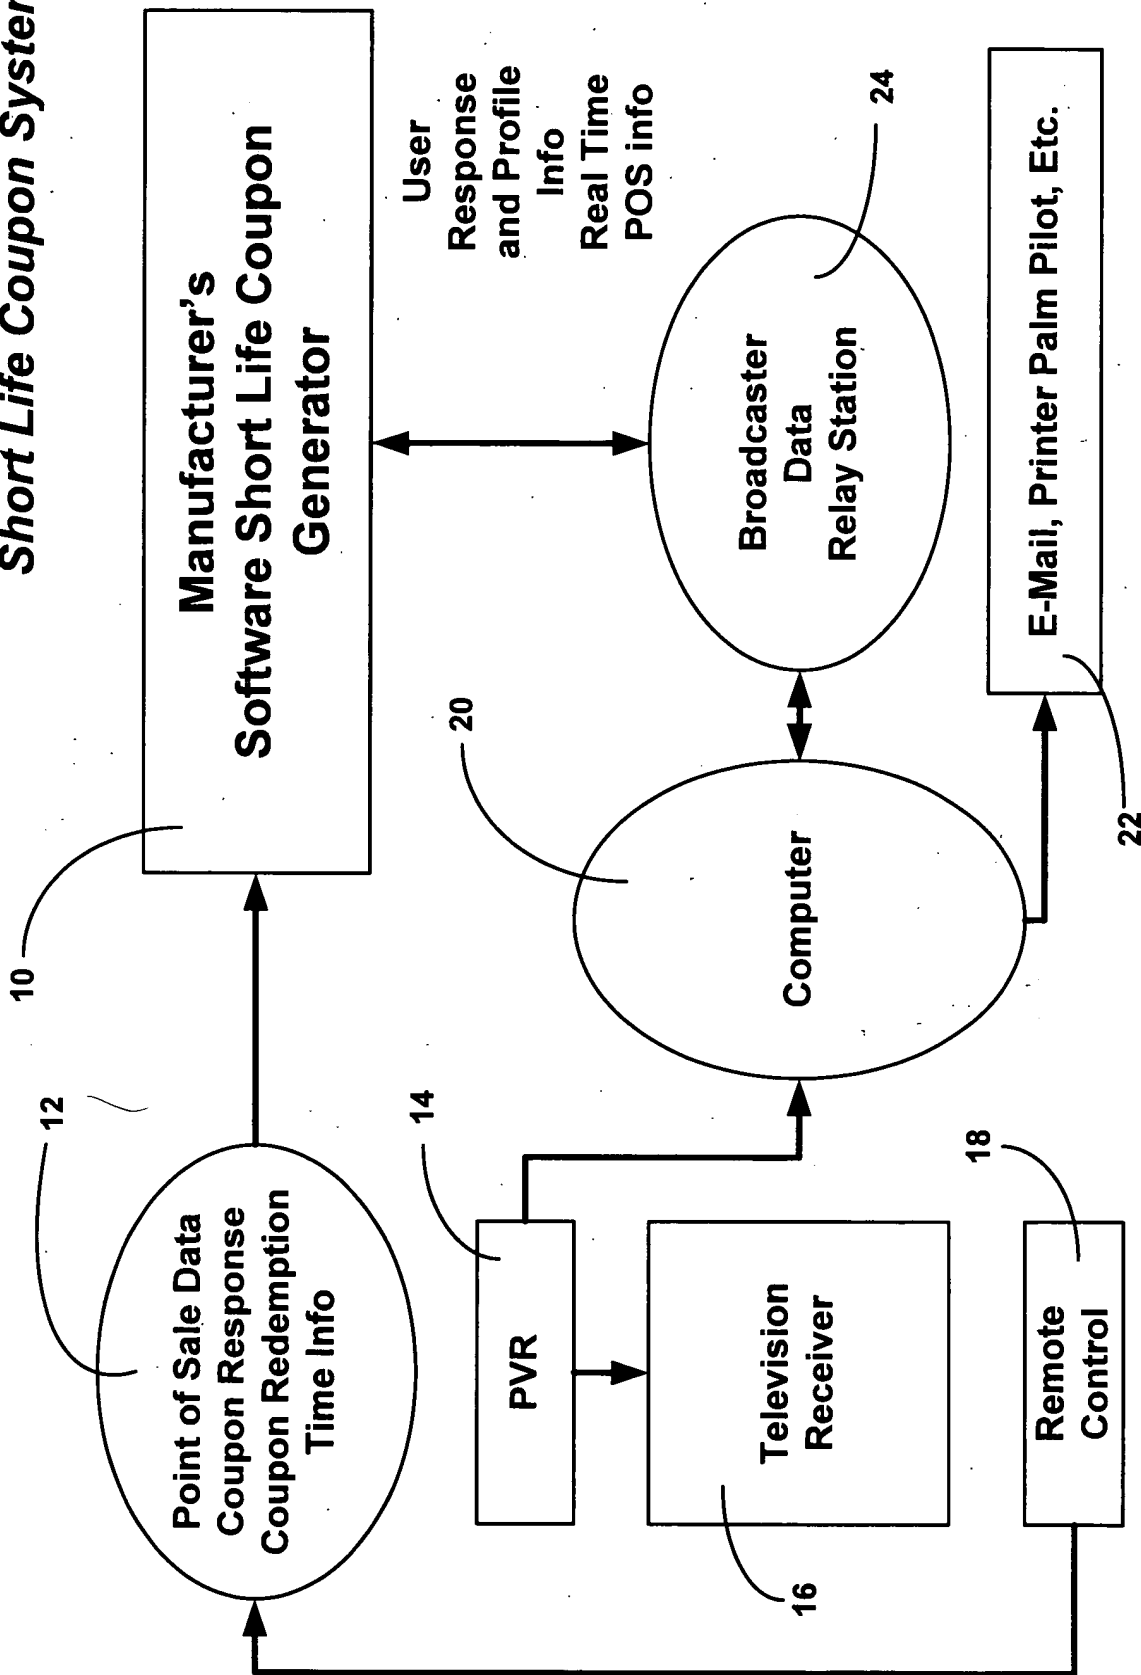 Short Life Coupon System
10
Manufacturer's
Software Short Life Coupon
Generator
12
Point of Sale Data
Coupon Response
Coupon Redemption
Time Info
User
Response
and Profile
Info
Real Time
POS info
14
PVR
20
Computer
Broadcaster
Data
Relay Station
24
Television
Receiver
16
18
Remote
Control
E-Mail, Printer Palm Pilot, Etc.
22